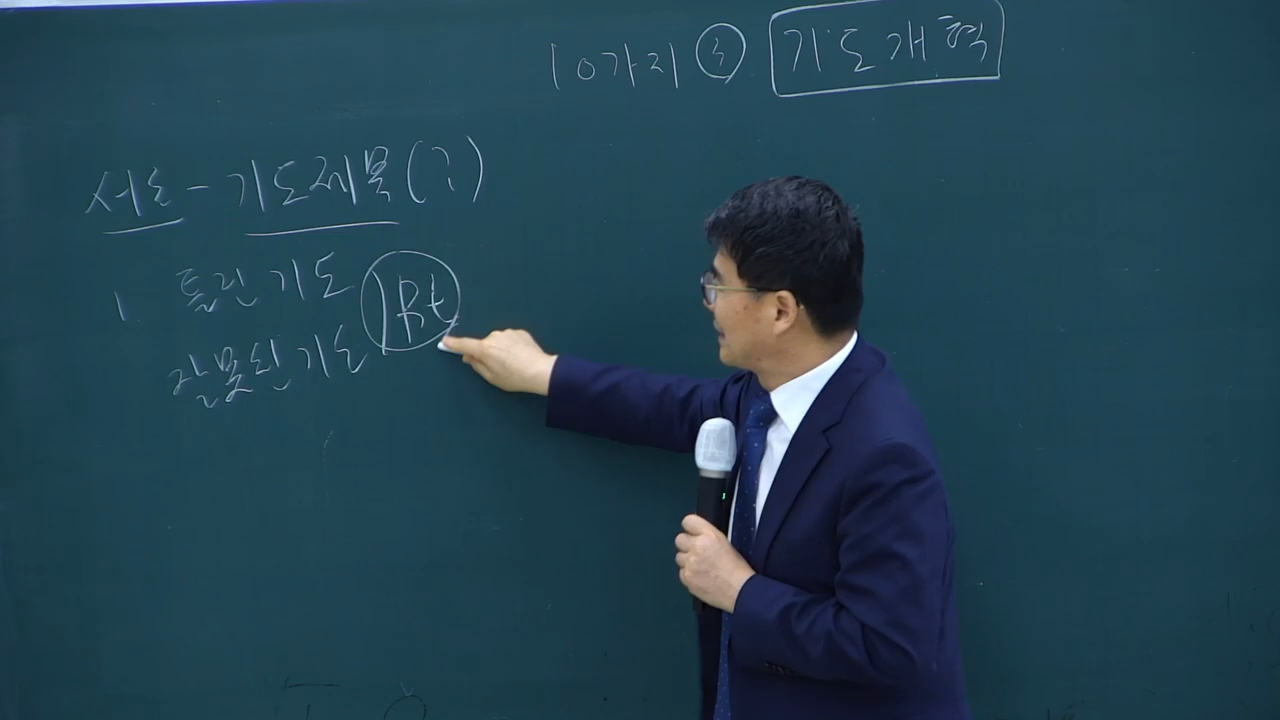 10가지 기도개혁
서론 - 기도제목(?)
1. 틀린 기도
잘못된 기도